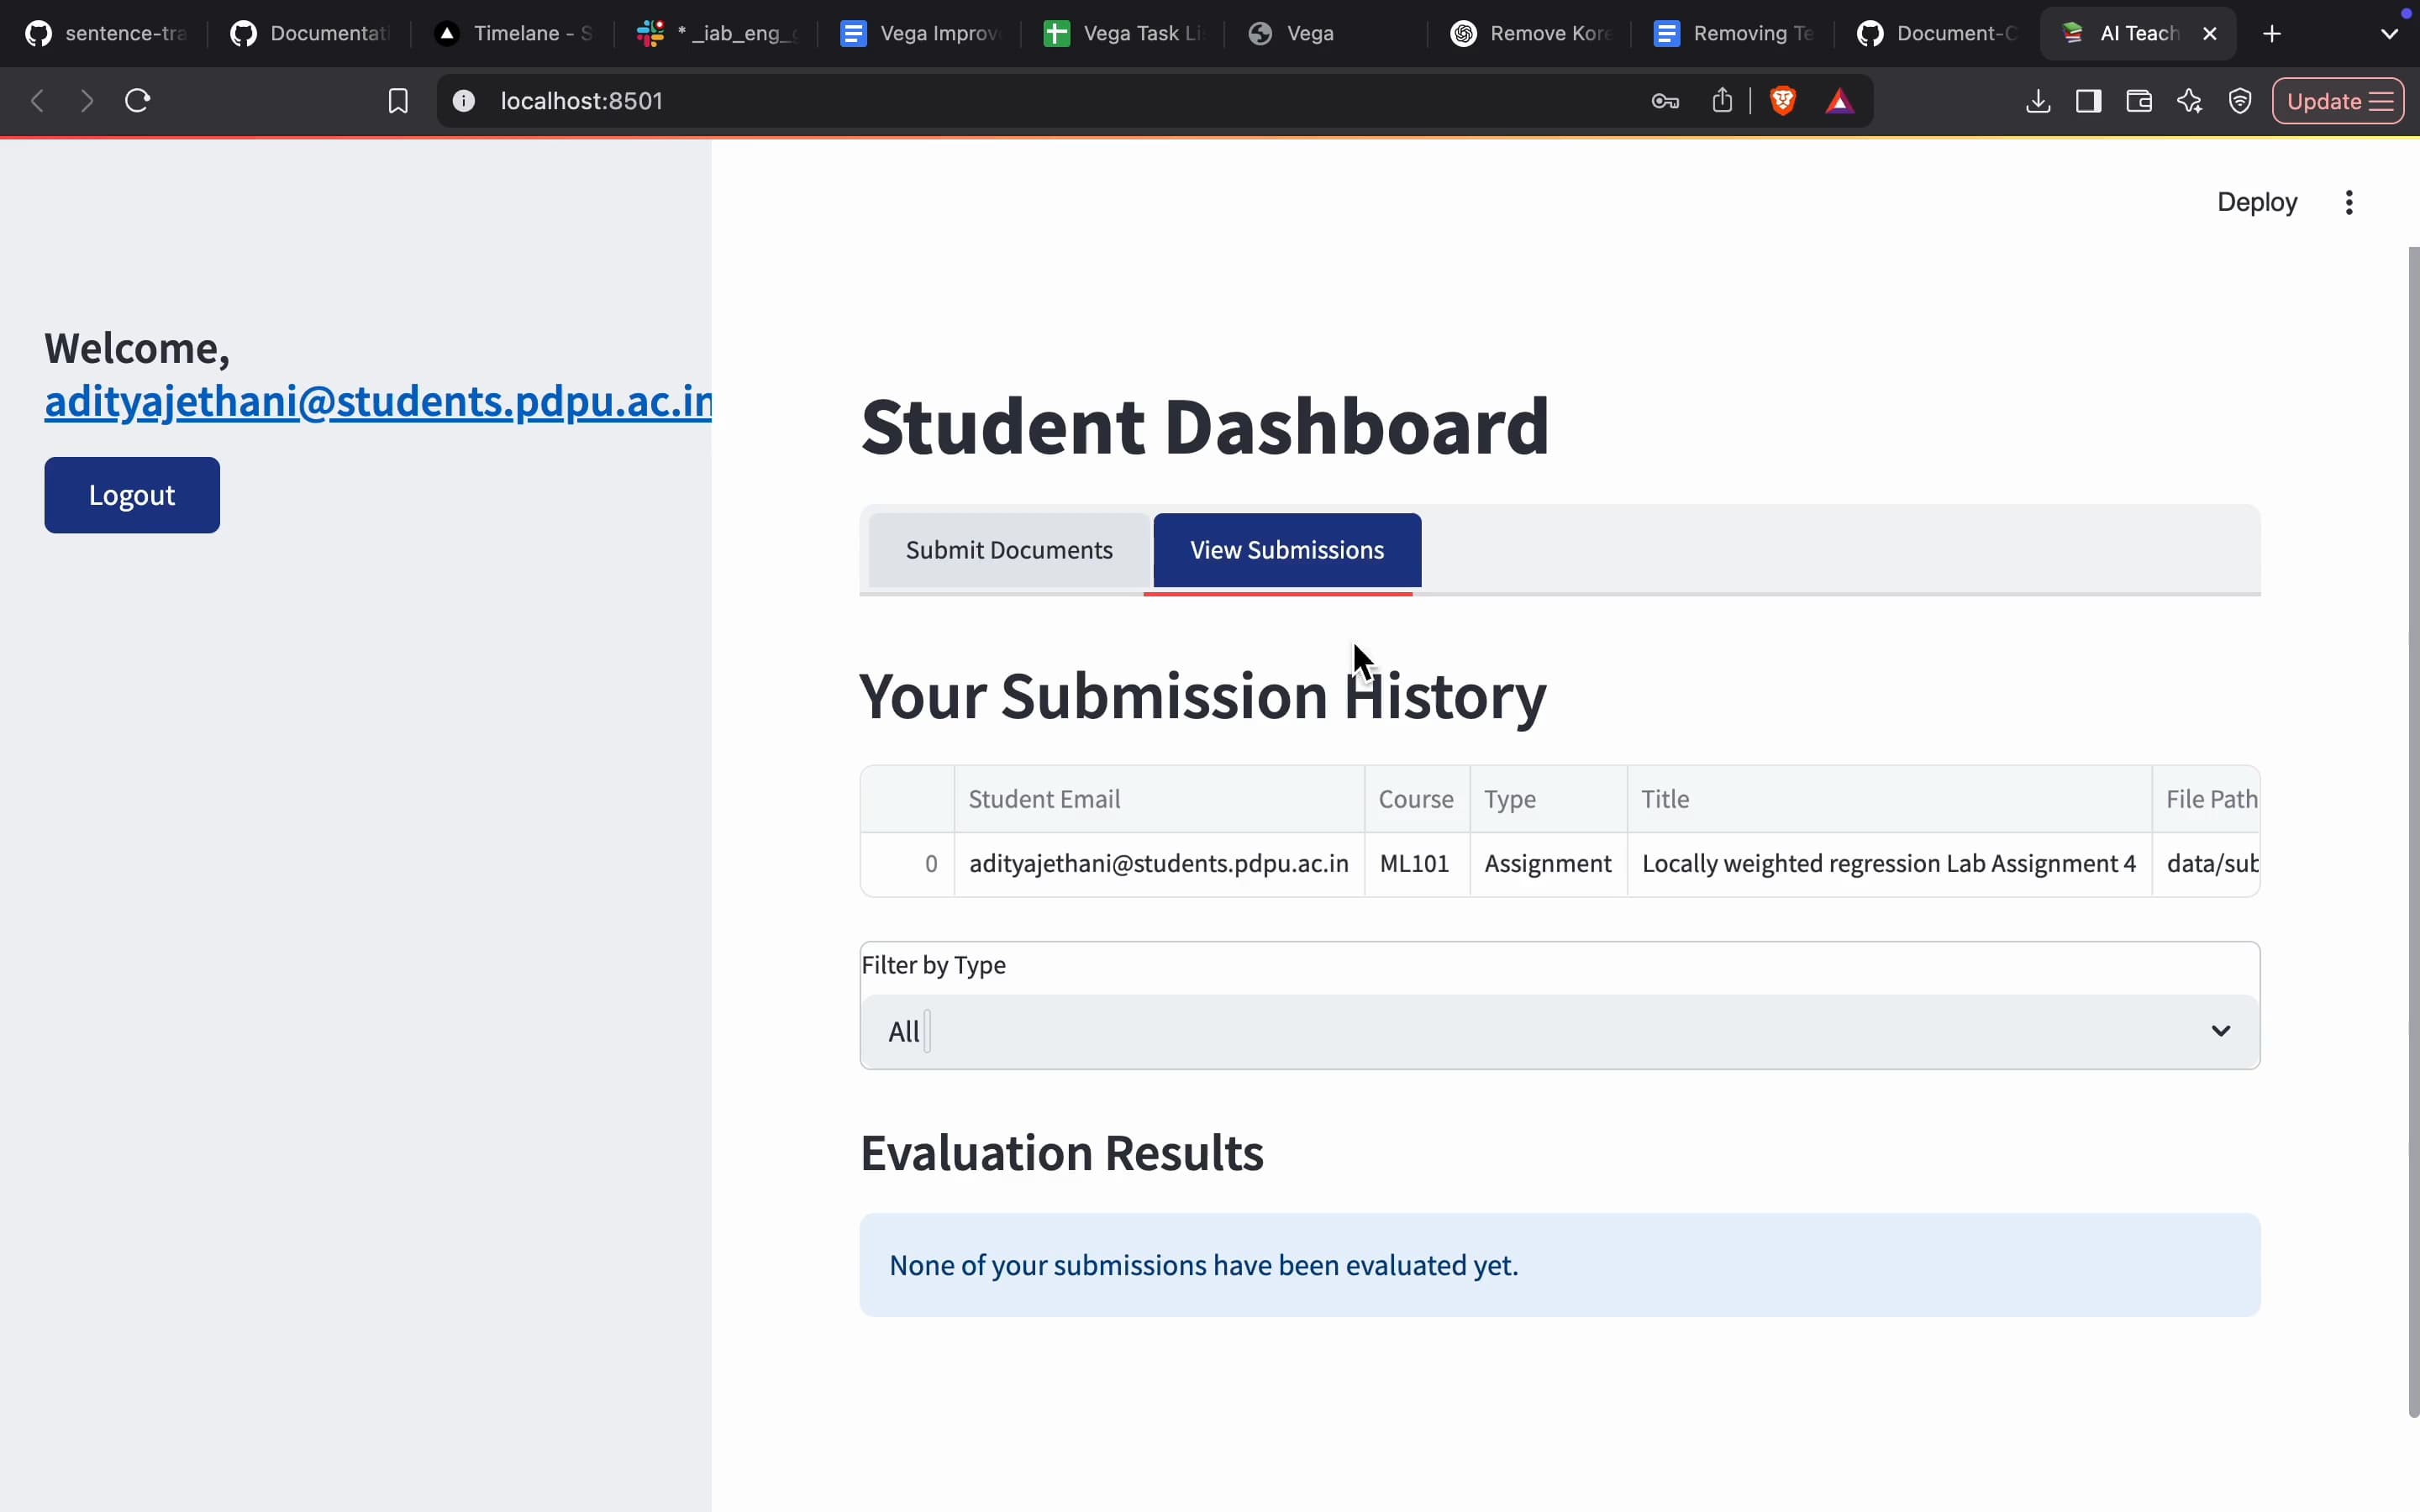 sentence-tra Documentati Timelane - S * _iab_eng_ Vega Improv Vega Task Li Vega Remove Kore Removing Te Document-C AI Teach
localhost:8501 Update
Deploy
Welcome,
adityajethani@students.pdpu.ac.in
Logout
Student Dashboard
Submit Documents View Submissions
Your Submission History
Student Email Course Type Title File Path
0 adityajethani@students.pdpu.ac.in ML101 Assignment Locally weighted regression Lab Assignment 4 data/sub
Filter by Type
All
Evaluation Results
None of your submissions have been evaluated yet.